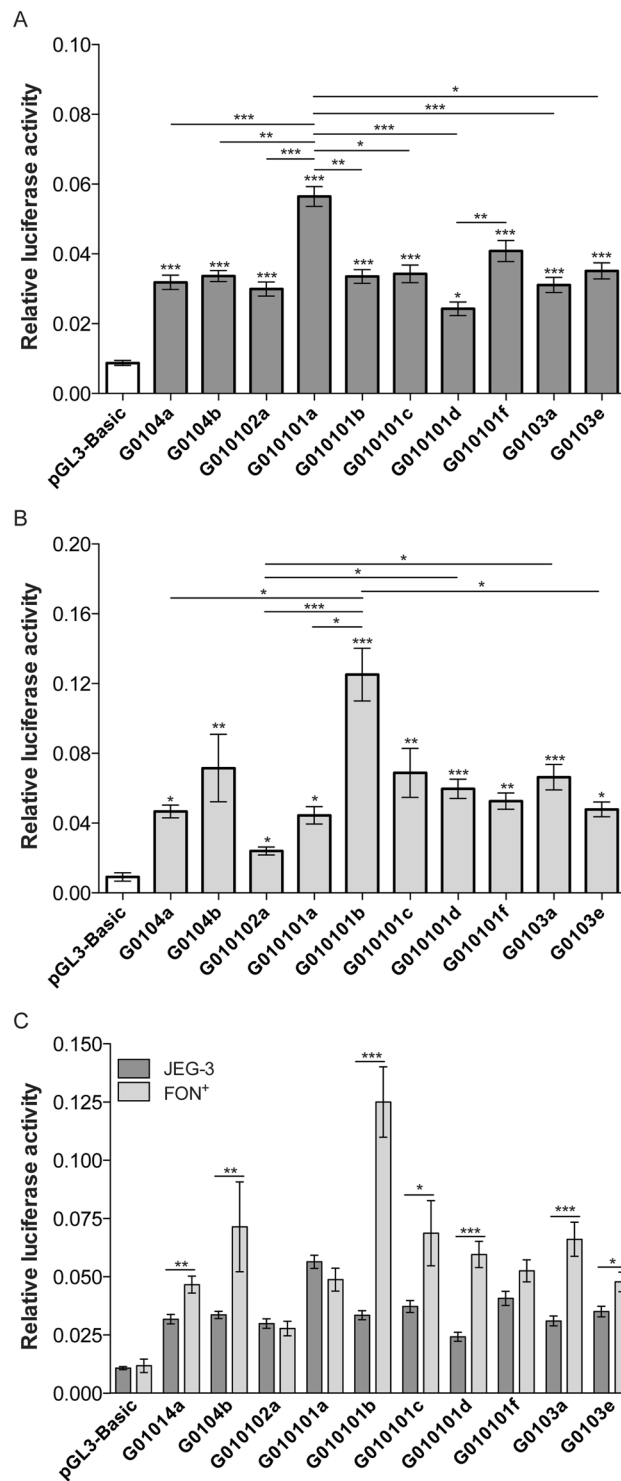 A
Relative luciferase activity
0.10
0.08
0.06
0.04
0.02
0.00
*
***
***
***
**
*
***
**
***
***
***
***
***
***
***
*
**
***
***
***
pGL3-Basic
G0104a
G0104b
G010102a
G010101a
G010101b
G010101c
G010101d
G010101f
G0103a
G0103e
B
Relative luciferase activity
0.20
0.16
0.12
0.08
0.04
0.00
*
*
*
*
***
*
*
**
*
*
***
**
***
**
***
*
pGL3-Basic
G0104a
G0104b
G010102a
G010101a
G010101b
G010101c
G010101d
G010101f
G0103a
G0103e
C
Relative luciferase activity
0.150
0.125
0.100
0.075
0.050
0.025
0.000
JEG-3
FON+
**
**
***
*
***
***
*
pGL3-Basic
G01014a
G0104b
G010102a
G010101a
G010101b
G010101c
G010101d
G010101f
G0103a
G0103e